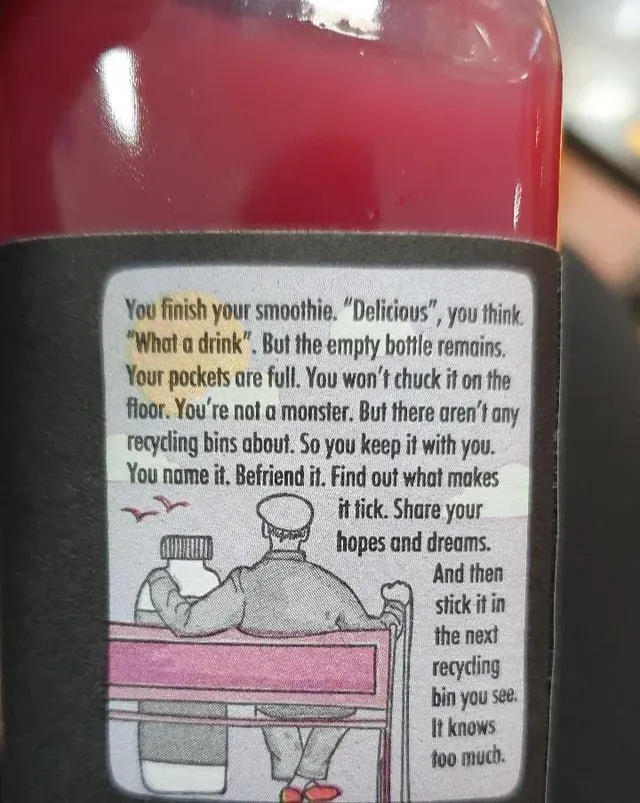 You finish your smoothie. "Delicious", you think.
"What a drink". But the empty bottle remains.
Your pockets are full. You won't chuck it on the
floor. You're not a monster. But there aren't any
recycling bins about. So you keep it with you.
You name it. Befriend it. Find out what makes
it tick. Share your
hopes and dreams.
And then
stick it in
the next
recycling
bin you see.
It knows
too much.